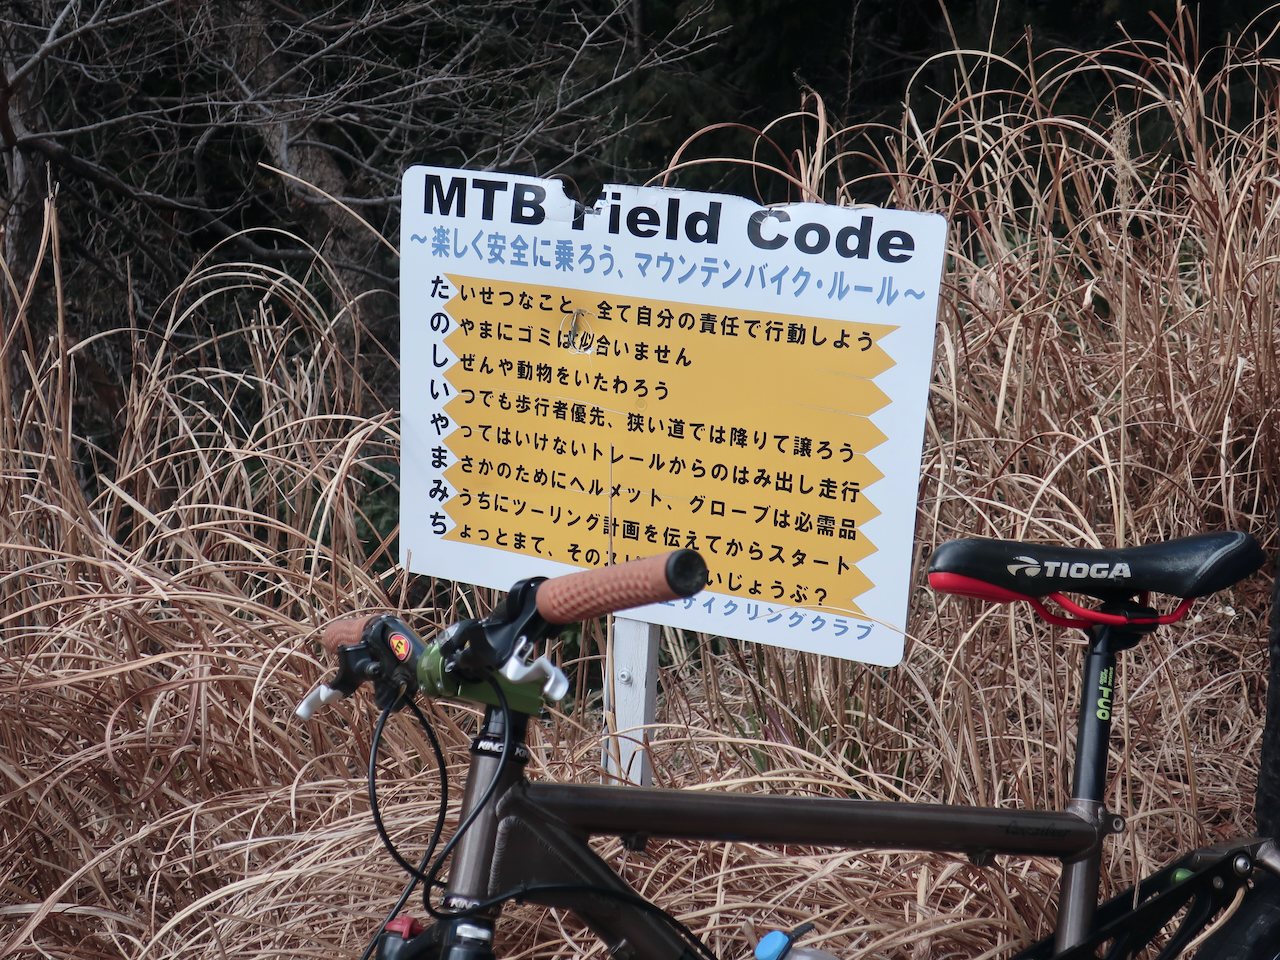 MTB Field Code
~楽しく安全に乗ろう、マウンテンバイク・ルール~
たいせつなこと、全て自分の責任で行動しよう
のやまにゴミは似合いません
しぜんや動物をいたわろう
いつでも歩行者優先、狭い道では降りて譲ろう
やってはいけないトレールからのはみ出し走行
まさかのためにヘルメット、グローブは必需品
みうちにツーリング計画を伝えてからスタート
ちょっとまて、そのス いじょうぶ?
サイクリングクラブ
TIOGA
KING
KING